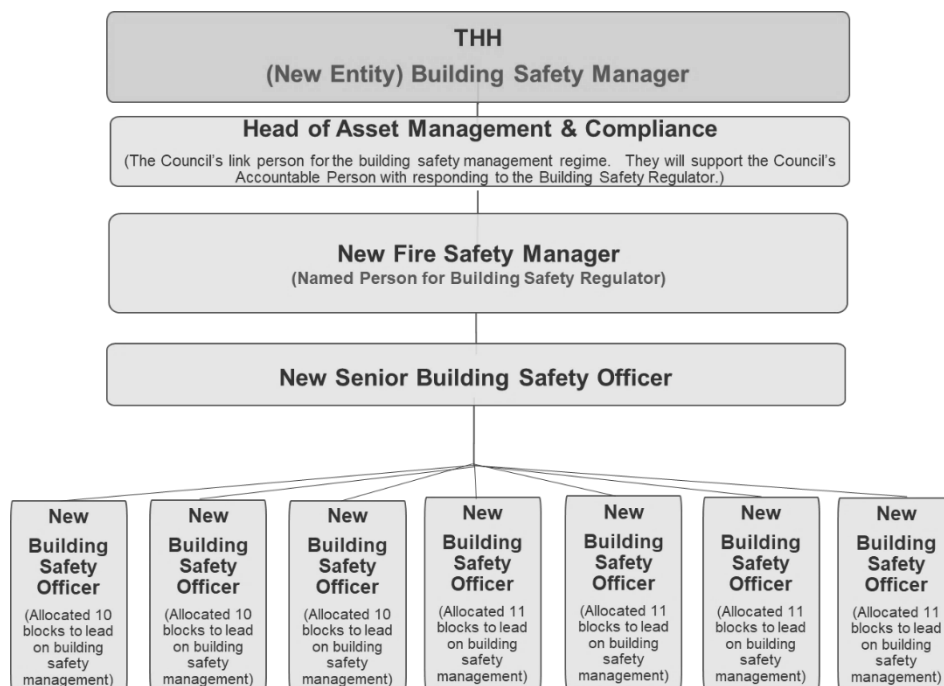 THH
(New Entity) Building Safety Manager
Head of Asset Management & Compliance
(The Council's link person for the building safety management regime. They will support the Council's
Accountable Person with responding to the Building Safety Regulator.)
New Fire Safety Manager
(Named Person for Building Safety Regulator)
New Senior Building Safety Officer
New
Building
Safety
Officer
(Allocated 10
blocks to lead
on building
safety
management)
New
Building
Safety
Officer
(Allocated 10
blocks to lead
on building
safety
management)
New
Building
Safety
Officer
(Allocated 10
blocks to lead
on building
safety
management)
New
Building
Safety
Officer
(Allocated 11
blocks to lead
on building
safety
management)
New
Building
Safety
Officer
(Allocated 11
blocks to lead
on building
safety
management)
New
Building
Safety
Officer
(Allocated 11
blocks to lead
on building
safety
management)
New
Building
Safety
Officer
(Allocated 11
blocks to lead
on building
safety
management)